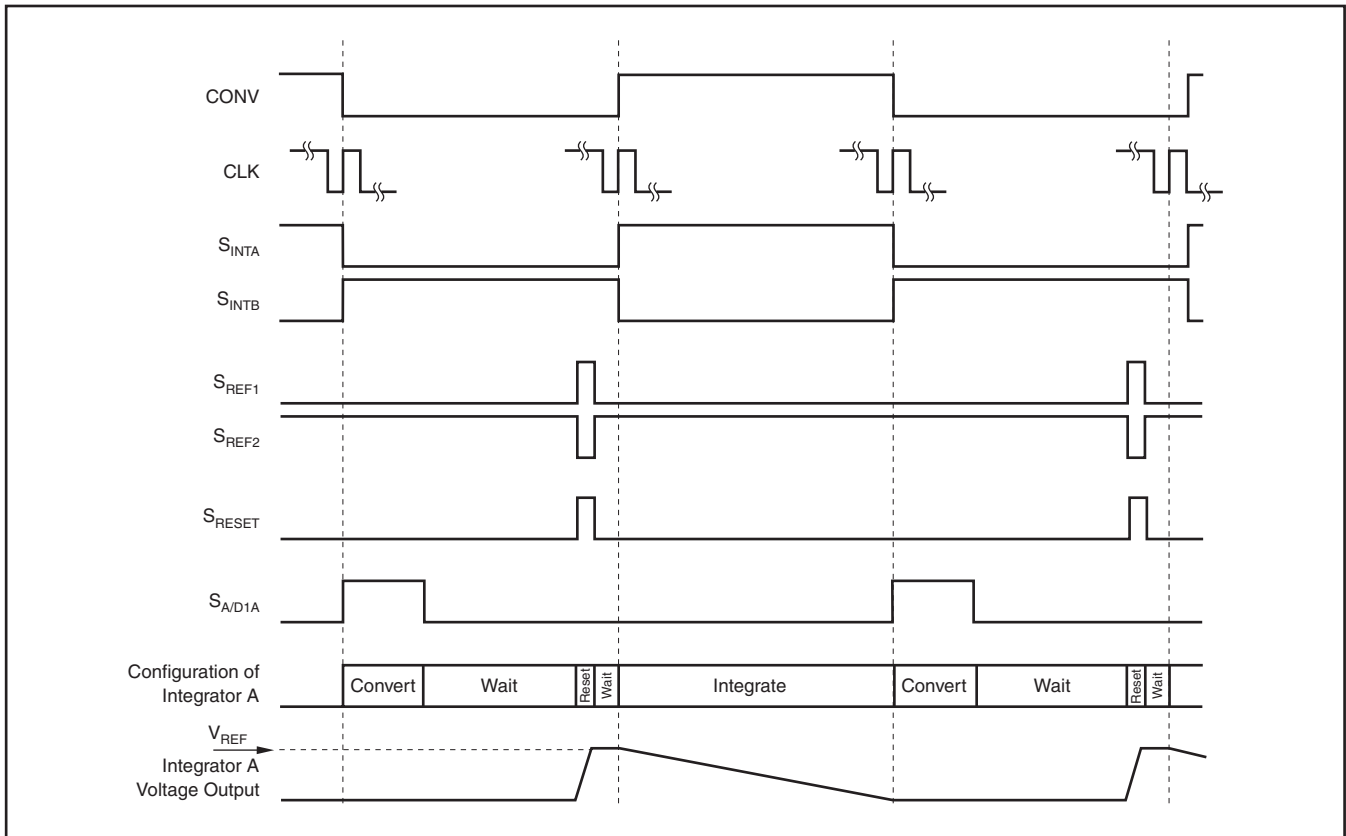 CONV
CLK
SINTA
SINTB
SREF1
SREF2
SRESET
SA/D1A
Configuration of
Integrator A
Convert
Wait
Reset
Wait
Integrate
Convert
Wait
Reset
Wait
VREF
Integrator A
Voltage Output